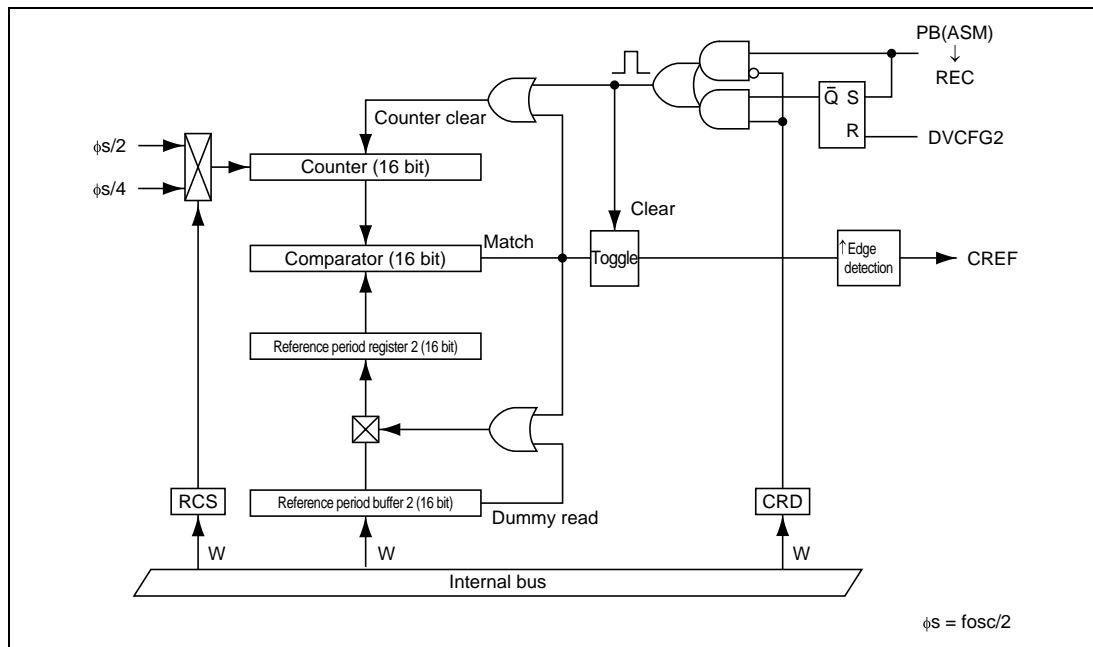 PB(ASM)
↓
REC
Q̄ S
R
DVCFG2
Counter clear
φs/2
φs/4
Counter (16 bit)
Clear
Match
Comparator (16 bit)
Toggle
↑ Edge
detection
CREF
Reference period register 2 (16 bit)
RCS
Reference period buffer 2 (16 bit)
Dummy read
CRD
W
W
W
Internal bus
φs = fosc/2